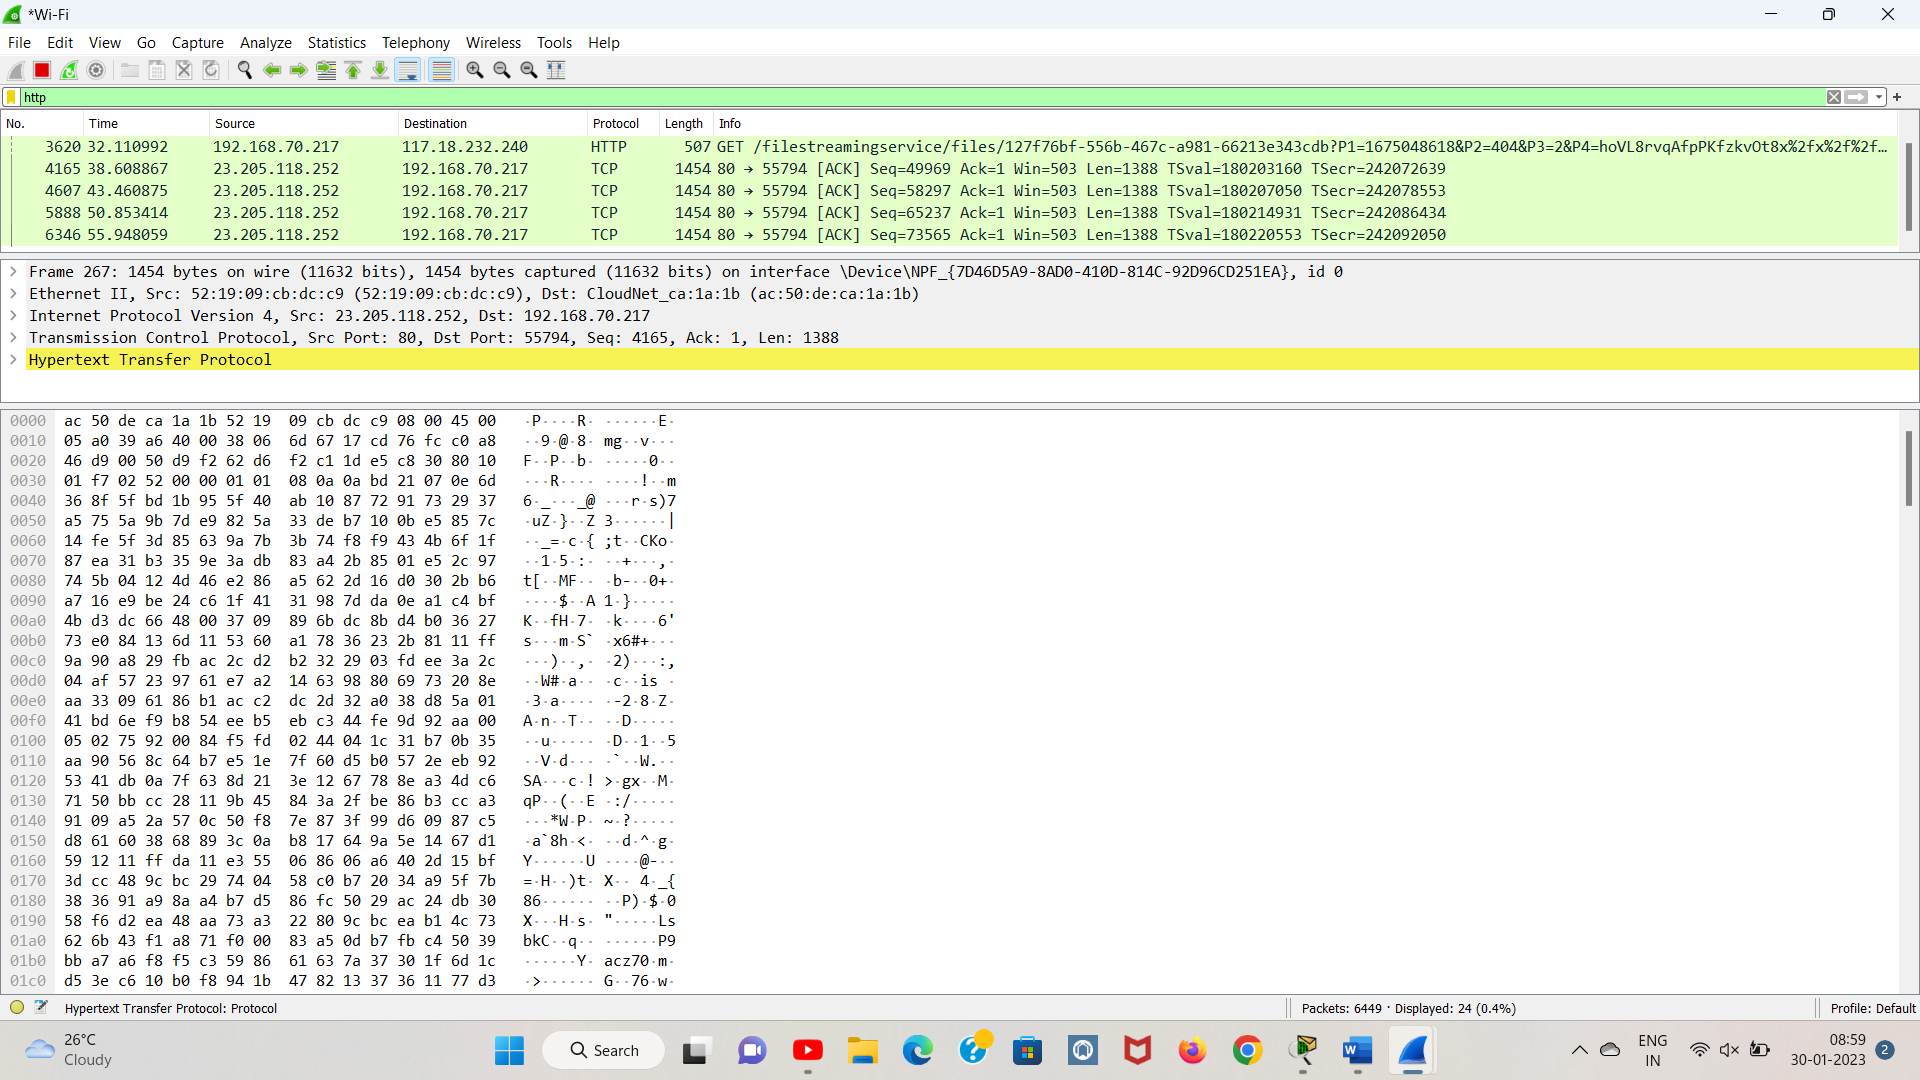 *Wi-Fi
File Edit View Go Capture Analyze Statistics Telephony Wireless Tools Help
http
No. Time Source Destination Protocol Length Info
3620 32.110992 192.168.70.217 117.18.232.240 HTTP 507 GET /filestreamingservice/files/127f76bf-556b-467c-a981-66213e343cdb?P1=1675048618&P2=404&P3=2&P4=hoVL8rvqAfpPKfzkvOt8x%2fx%2f%2f...
4165 38.608867 23.205.118.252 192.168.70.217 TCP 1454 80 → 55794 [ACK] Seq=49969 Ack=1 Win=503 Len=1388 TSval=180203160 TSecr=242072639
4607 43.460875 23.205.118.252 192.168.70.217 TCP 1454 80 → 55794 [ACK] Seq=58297 Ack=1 Win=503 Len=1388 TSval=180207050 TSecr=242078553
5888 50.853414 23.205.118.252 192.168.70.217 TCP 1454 80 → 55794 [ACK] Seq=65237 Ack=1 Win=503 Len=1388 TSval=180214931 TSecr=242086434
6346 55.948059 23.205.118.252 192.168.70.217 TCP 1454 80 → 55794 [ACK] Seq=73565 Ack=1 Win=503 Len=1388 TSval=180220553 TSecr=242092050
Frame 267: 1454 bytes on wire (11632 bits), 1454 bytes captured (11632 bits) on interface \Device\NPF_{7D46D5A9-8AD0-410D-814C-92D96CD251EA}, id 0
Ethernet II, Src: 52:19:09:cb:dc:c9 (52:19:09:cb:dc:c9), Dst: CloudNet_ca:1a:1b (ac:50:de:ca:1a:1b)
Internet Protocol Version 4, Src: 23.205.118.252, Dst: 192.168.70.217
Transmission Control Protocol, Src Port: 80, Dst Port: 55794, Seq: 4165, Ack: 1, Len: 1388
Hypertext Transfer Protocol
0000 ac 50 de ca 1a 1b 52 19 09 cb dc c9 08 00 45 00 ·P····R· ······E·
0010 05 a0 39 a6 40 00 38 06 6d 67 17 cd 76 fc c0 a8 ··9·@·8· mg··v···
0020 46 d9 00 50 d9 f2 62 d6 f2 c1 1d e5 c8 30 80 10 F··P··b· ·····0··
0030 01 f7 02 52 00 00 01 01 08 0a 0a bd 21 07 0e 6d ···R···· ····!··m
0040 36 8f 5f bd 1b 95 5f 40 ab 10 87 72 91 73 29 37 6·_···_@ ···r·s)7
0050 a5 75 5a 9b 7d e9 82 5a 33 de b7 10 0b e5 85 7c ·uZ·}··Z 3······|
0060 14 fe 5f 3d 85 63 9a 7b 3b 74 f8 f9 43 4b 6f 1f ··_=·c·{ ;t··CKo·
0070 87 ea 31 b3 35 9e 3a db 83 a4 2b 85 01 e5 2c 97 ··1·5·:· ··+···,·
0080 74 5b 04 12 4d 46 e2 86 a5 62 2d 16 d0 30 2b b6 t[··MF·· ·b-··0+·
0090 a7 16 e9 be 24 c6 1f 41 31 98 7d da 0e a1 c4 bf ····$··A 1·}·····
00a0 4b d3 dc 66 48 00 37 09 89 6b dc 8b d4 b0 36 27 K··fH·7· ·k····6'
00b0 73 e0 84 13 6d 11 53 60 a1 78 36 23 2b 81 11 ff s···m·S` ·x6#+···
00c0 9a 90 a8 29 fb ac 2c d2 b2 32 29 03 fd ee 3a 2c ···)··,· ·2)···:,
00d0 04 af 57 23 97 61 e7 a2 14 63 98 80 69 73 20 8e ··W#·a·· ·c··is ·
00e0 aa 33 09 61 86 b1 ac c2 dc 2d 32 a0 38 d8 5a 01 ·3·a···· ·-2·8·Z·
00f0 41 bd 6e f9 b8 54 ee b5 eb c3 44 fe 9d 92 aa 00 A·n··T·· ··D·····
0100 05 02 75 92 00 84 f5 fd 02 44 04 1c 31 b7 0b 35 ··u····· ·D··1··5
0110 aa 90 56 8c 64 b7 e5 1e 7f 60 d5 b0 57 2e eb 92 ··V·d··· ·`··W.··
0120 53 41 db 0a 7f 63 8d 21 3e 12 67 78 8e a3 4d c6 SA···c·! >·gx··M·
0130 71 50 bb cc 28 11 9b 45 84 3a 2f be 86 b3 cc a3 qP··(··E ·:/·····
0140 91 09 a5 2a 57 0c 50 f8 7e 87 3f 99 d6 09 87 c5 ···*W·P· ~·?·····
0150 d8 61 60 38 68 89 3c 0a b8 17 64 9a 5e 14 67 d1 ·a`8h·<· ··d·^·g·
0160 59 12 11 ff da 11 e3 55 06 86 06 a6 40 2d 15 bf Y······U ····@-··
0170 3d cc 48 9c bc 29 74 04 58 c0 b7 20 34 a9 5f 7b =·H··)t· X·· 4·_{
0180 38 36 91 a9 8a a4 b7 d5 86 fc 50 29 ac 24 db 30 86······ ··P)·$·0
0190 58 f6 d2 ea 48 aa 73 a3 22 80 9c bc ea b1 4c 73 X···H·s· "·····Ls
01a0 62 6b 43 f1 a8 71 f0 00 83 a5 0d b7 fb c4 50 39 bkC··q·· ······P9
01b0 bb a7 a6 f8 f5 c3 59 86 61 63 7a 37 30 1f 6d 1c ······Y· acz70·m·
01c0 d5 3e c6 10 b0 f8 94 1b 47 82 13 37 36 11 77 d3 ·>······ G··76·w·
Hypertext Transfer Protocol: Protocol Packets: 6449 · Displayed: 24 (0.4%) Profile: Default
26°C
Cloudy
Search
ENG
IN
08:59
30-01-2023
2